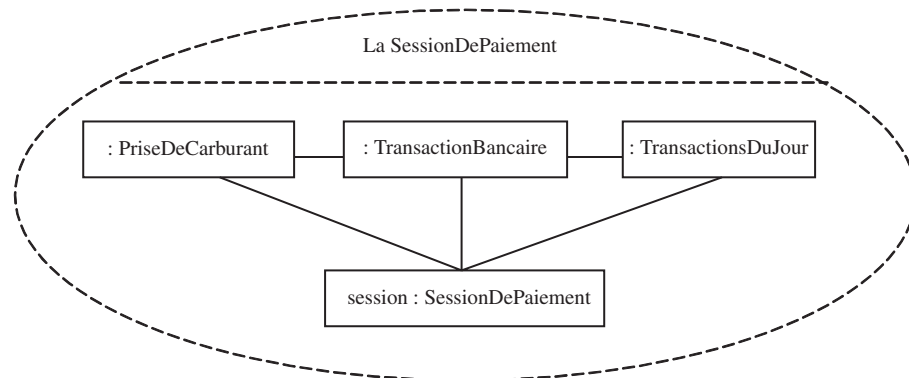 La SessionDePaiement
: PriseDeCarburant
: TransactionBancaire
: TransactionsDuJour
session : SessionDePaiement